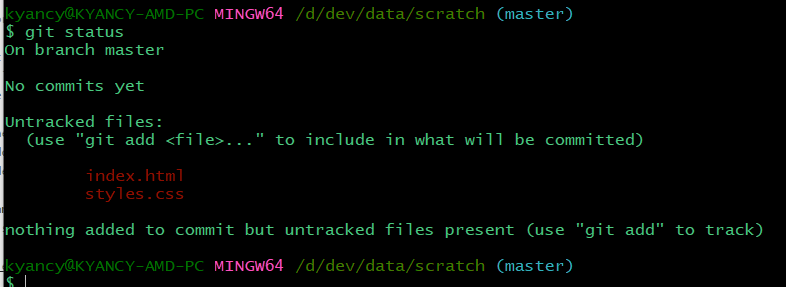 kyancy@KYANCY-AMD-PC MINGW64 /d/dev/data/scratch (master)
$ git status
On branch master
No commits yet
Untracked files:
(use "git add <file>..." to include in what will be committed)
index.html
styles.css
nothing added to commit but untracked files present (use "git add" to track)
kyancy@KYANCY-AMD-PC MINGW64 /d/dev/data/scratch (master)
$